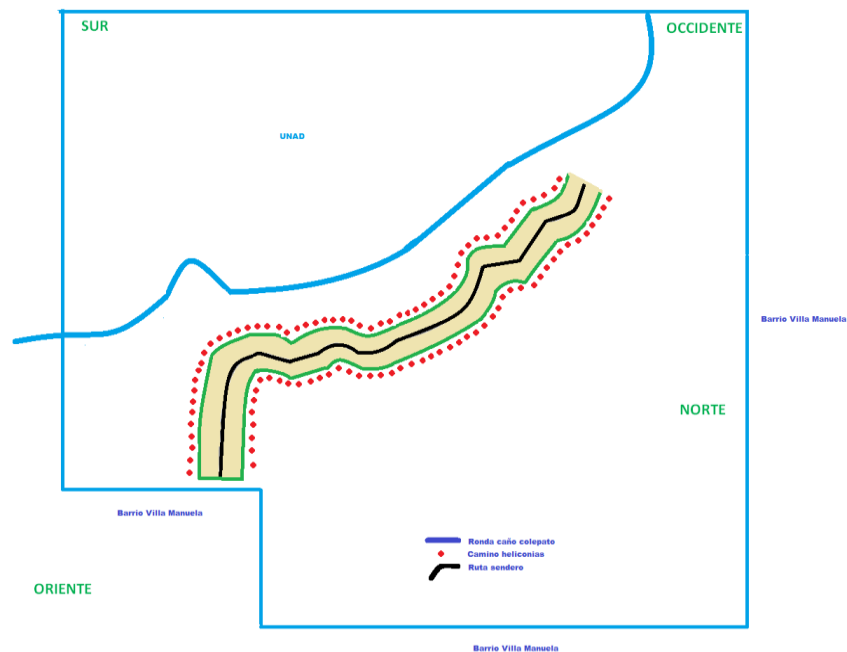 SUR
OCCIDENTE
UNAD
Barrio Villa Manuela
NORTE
Barrio Villa Manuela
Ronda caño colepato
Camino heliconias
Ruta sendero
ORIENTE
Barrio Villa Manuela